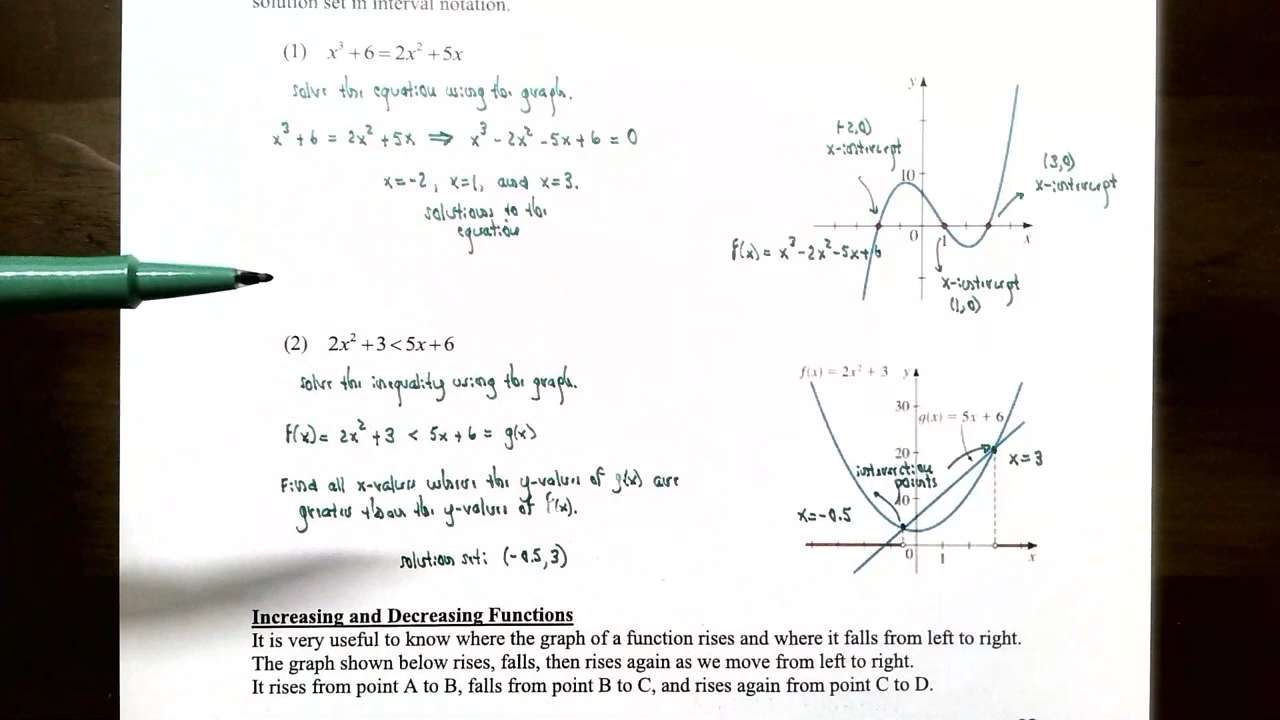 solution set in interval notation.
(1) x³ + 6 = 2x² + 5x
solve the equation using the graph.
x³ + 6 = 2x² + 5x ⇒ x³ - 2x² - 5x + 6 = 0
x=-2, x=1, and x=3.
solutions to the
equation
y
(-2,0)
x-intercept
(3,0)
x-intercept
10
0
1
x
f(x) = x³-2x²-5x+6
x-intercept
(1,0)
(2) 2x² + 3 < 5x + 6
solve the inequality using the graph.
f(x) = 2x² + 3 < 5x + 6 = g(x)
Find all x-values where the y-values of g(x) are
greater than the y-values of f(x).
solution set: (-0.5, 3)
f(x) = 2x² + 3
y
30
g(x) = 5x + 6
20
x=3
intersection
points
10
x=-0.5
0
1
x
Increasing and Decreasing Functions
It is very useful to know where the graph of a function rises and where it falls from left to right.
The graph shown below rises, falls, then rises again as we move from left to right.
It rises from point A to B, falls from point B to C, and rises again from point C to D.